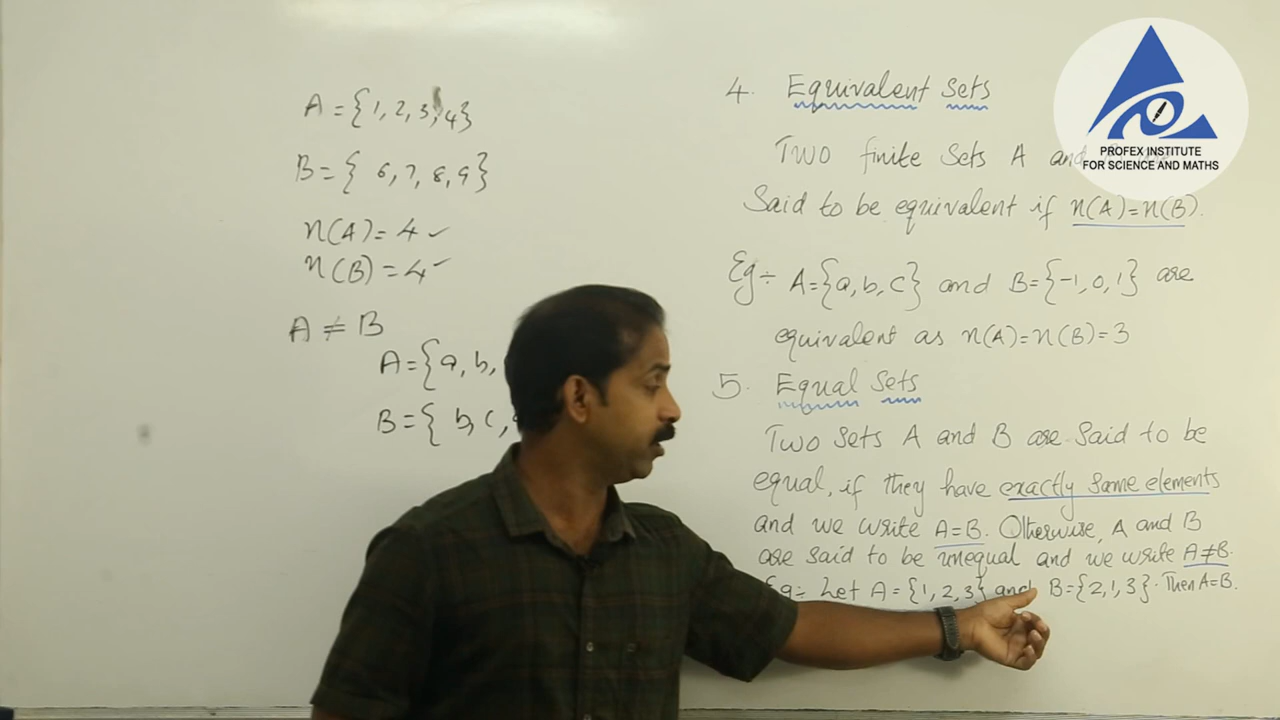 A = {1, 2, 3, 4}
B = { 6, 7, 8, 9 }
n(A) = 4 ✓
n(B) = 4 ✓
A ≠ B
A = {a, b,
B = { b, c,
4. Equivalent Sets
Two finite Sets A and
Said to be equivalent if n(A) = n(B).
Eg÷ A={a, b, c} and B={-1, 0, 1} are
equivalent as n(A)=n(B)=3
5. Equal Sets
Two Sets A and B are Said to be
equal, if they have exactly same elements
and we write A=B. Otherwise, A and B
are said to be unequal and we write A≠B.
Eg÷ Let A = {1, 2, 3} and B={2, 1, 3}. Then A=B.
PROFEX INSTITUTE
FOR SCIENCE AND MATHS